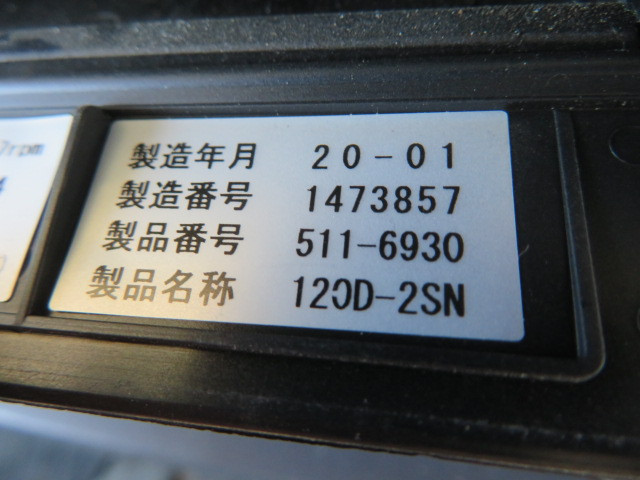 7rpm
製造年月 20-01
製造番号 1473857
製品番号 511-6930
製品名称 120D-2SN